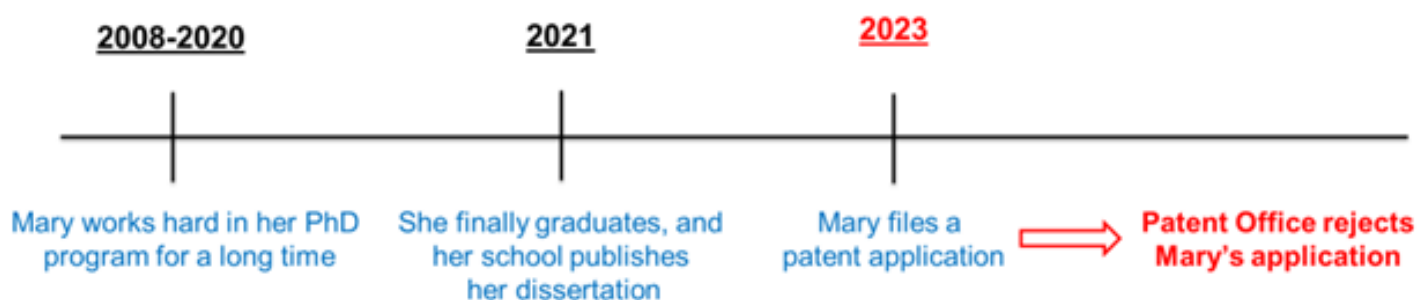 2008-2020
2021
2023
Mary works hard in her PhD
program for a long time
She finally graduates, and
her school publishes
her dissertation
Mary files a
patent application
Patent Office rejects
Mary's application